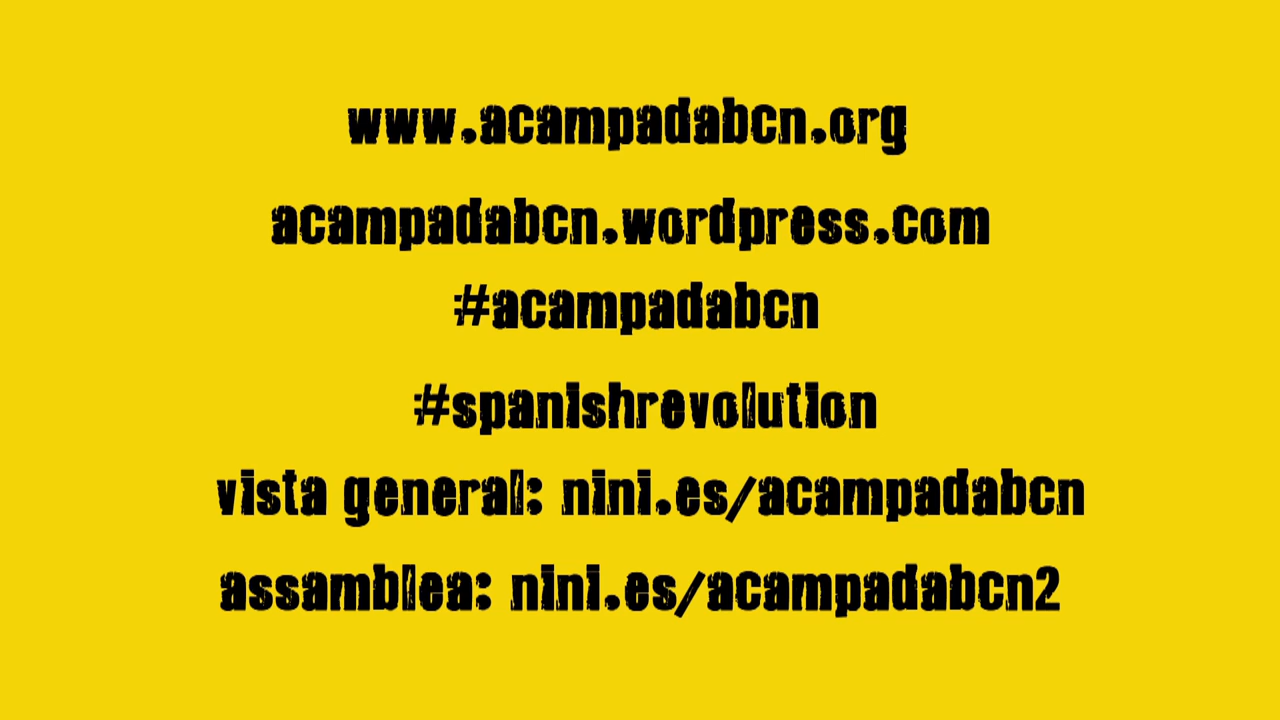 www.acampadabcn.org
acampadabcn.wordpress.com
#acampadabcn
#spanishrevolution
vista general: nini.es/acampadabcn
assamblea: nini.es/acampadabcn2